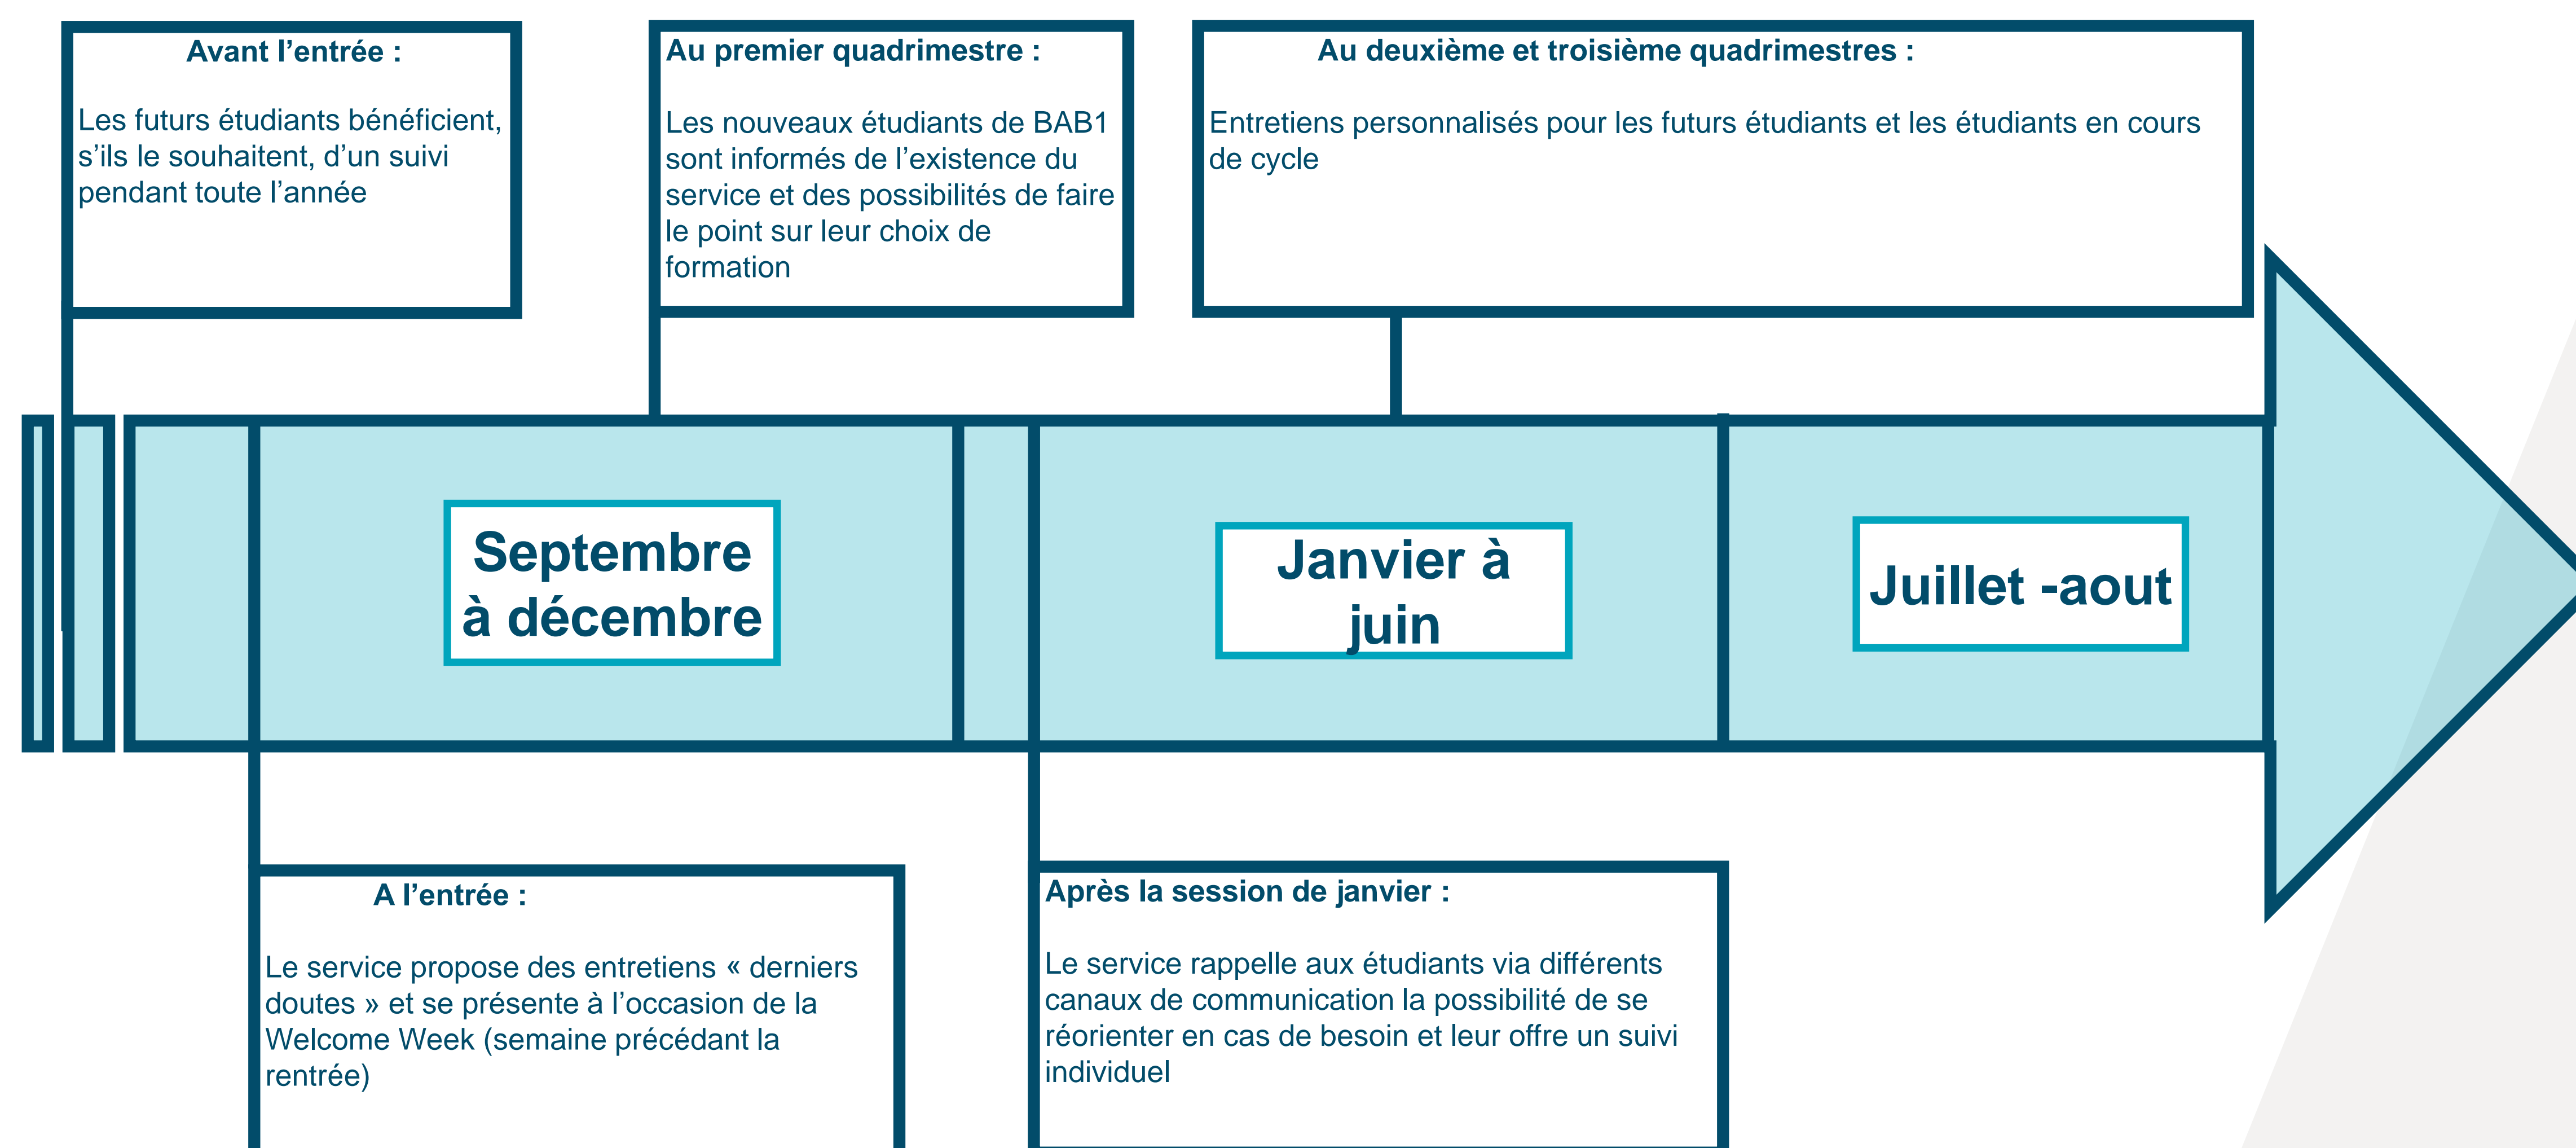 Avant l’entrée :
Les futurs étudiants bénéficient,
s’ils le souhaitent, d’un suivi
pendant toute l’année
Au premier quadrimestre :
Les nouveaux étudiants de BAB1
sont informés de l’existence du
service et des possibilités de faire
le point sur leur choix de
formation
Au deuxième et troisième quadrimestres :
Entretiens personnalisés pour les futurs étudiants et les étudiants en cours
de cycle
Septembre
à décembre
Janvier à
juin
Juillet -aout
A l’entrée :
Le service propose des entretiens « derniers
doutes » et se présente à l’occasion de la
Welcome Week (semaine précédant la
rentrée)
Après la session de janvier :
Le service rappelle aux étudiants via différents
canaux de communication la possibilité de se
réorienter en cas de besoin et leur offre un suivi
individuel